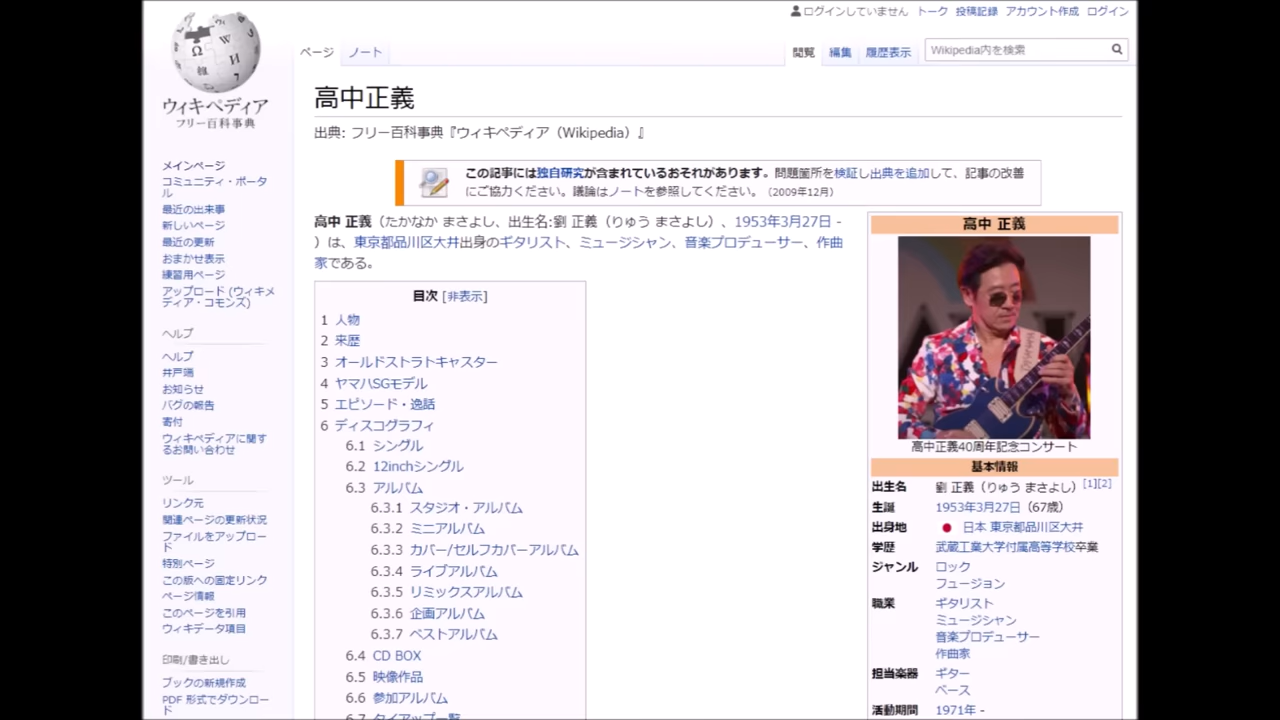 ログインしていません トーク 投稿記録 アカウント作成 ログイン
ページ ノート 閲覧 編集 履歴表示 Wikipedia内を検索
ウィキペディア
フリー百科事典
メインページ
コミュニティ・ポータ
ル
最近の出来事
新しいページ
最近の更新
おまかせ表示
練習用ページ
アップロード (ウィキメ
ディア・コモンズ)
ヘルプ
ヘルプ
井戸端
お知らせ
バグの報告
寄付
ウィキペディアに関す
るお問い合わせ
ツール
リンク元
関連ページの更新状況
ファイルをアップロー
ド
特別ページ
この版への固定リンク
ページ情報
このページを引用
ウィキデータ項目
印刷/書き出し
ブックの新規作成
PDF 形式でダウンロー
ド
高中正義
出典: フリー百科事典『ウィキペディア（Wikipedia）』
この記事には独自研究が含まれているおそれがあります。問題箇所を検証し出典を追加して、記事の改善
にご協力ください。議論はノートを参照してください。（2009年12月）
高中 正義（たかなか まさよし、出生名:劉 正義（りゅう まさよし）、1953年3月27日 -
）は、東京都品川区大井出身のギタリスト、ミュージシャン、音楽プロデューサー、作曲
家である。
目次 [非表示]
1 人物
2 来歴
3 オールドストラトキャスター
4 ヤマハSGモデル
5 エピソード・逸話
6 ディスコグラフィ
6.1 シングル
6.2 12inchシングル
6.3 アルバム
6.3.1 スタジオ・アルバム
6.3.2 ミニアルバム
6.3.3 カバー/セルフカバーアルバム
6.3.4 ライブアルバム
6.3.5 リミックスアルバム
6.3.6 企画アルバム
6.3.7 ベストアルバム
6.4 CD BOX
6.5 映像作品
6.6 参加アルバム
6.7 タイアップ一覧
高中 正義
高中正義40周年記念コンサート
基本情報
出生名 劉 正義（りゅう まさよし）[1][2]
生誕 1953年3月27日（67歳）
出身地 日本 東京都品川区大井
学歴 武蔵工業大学付属高等学校卒業
ジャンル ロック
フュージョン
職業 ギタリスト
ミュージシャン
音楽プロデューサー
作曲家
担当楽器 ギター
ベース
活動期間 1971年 -